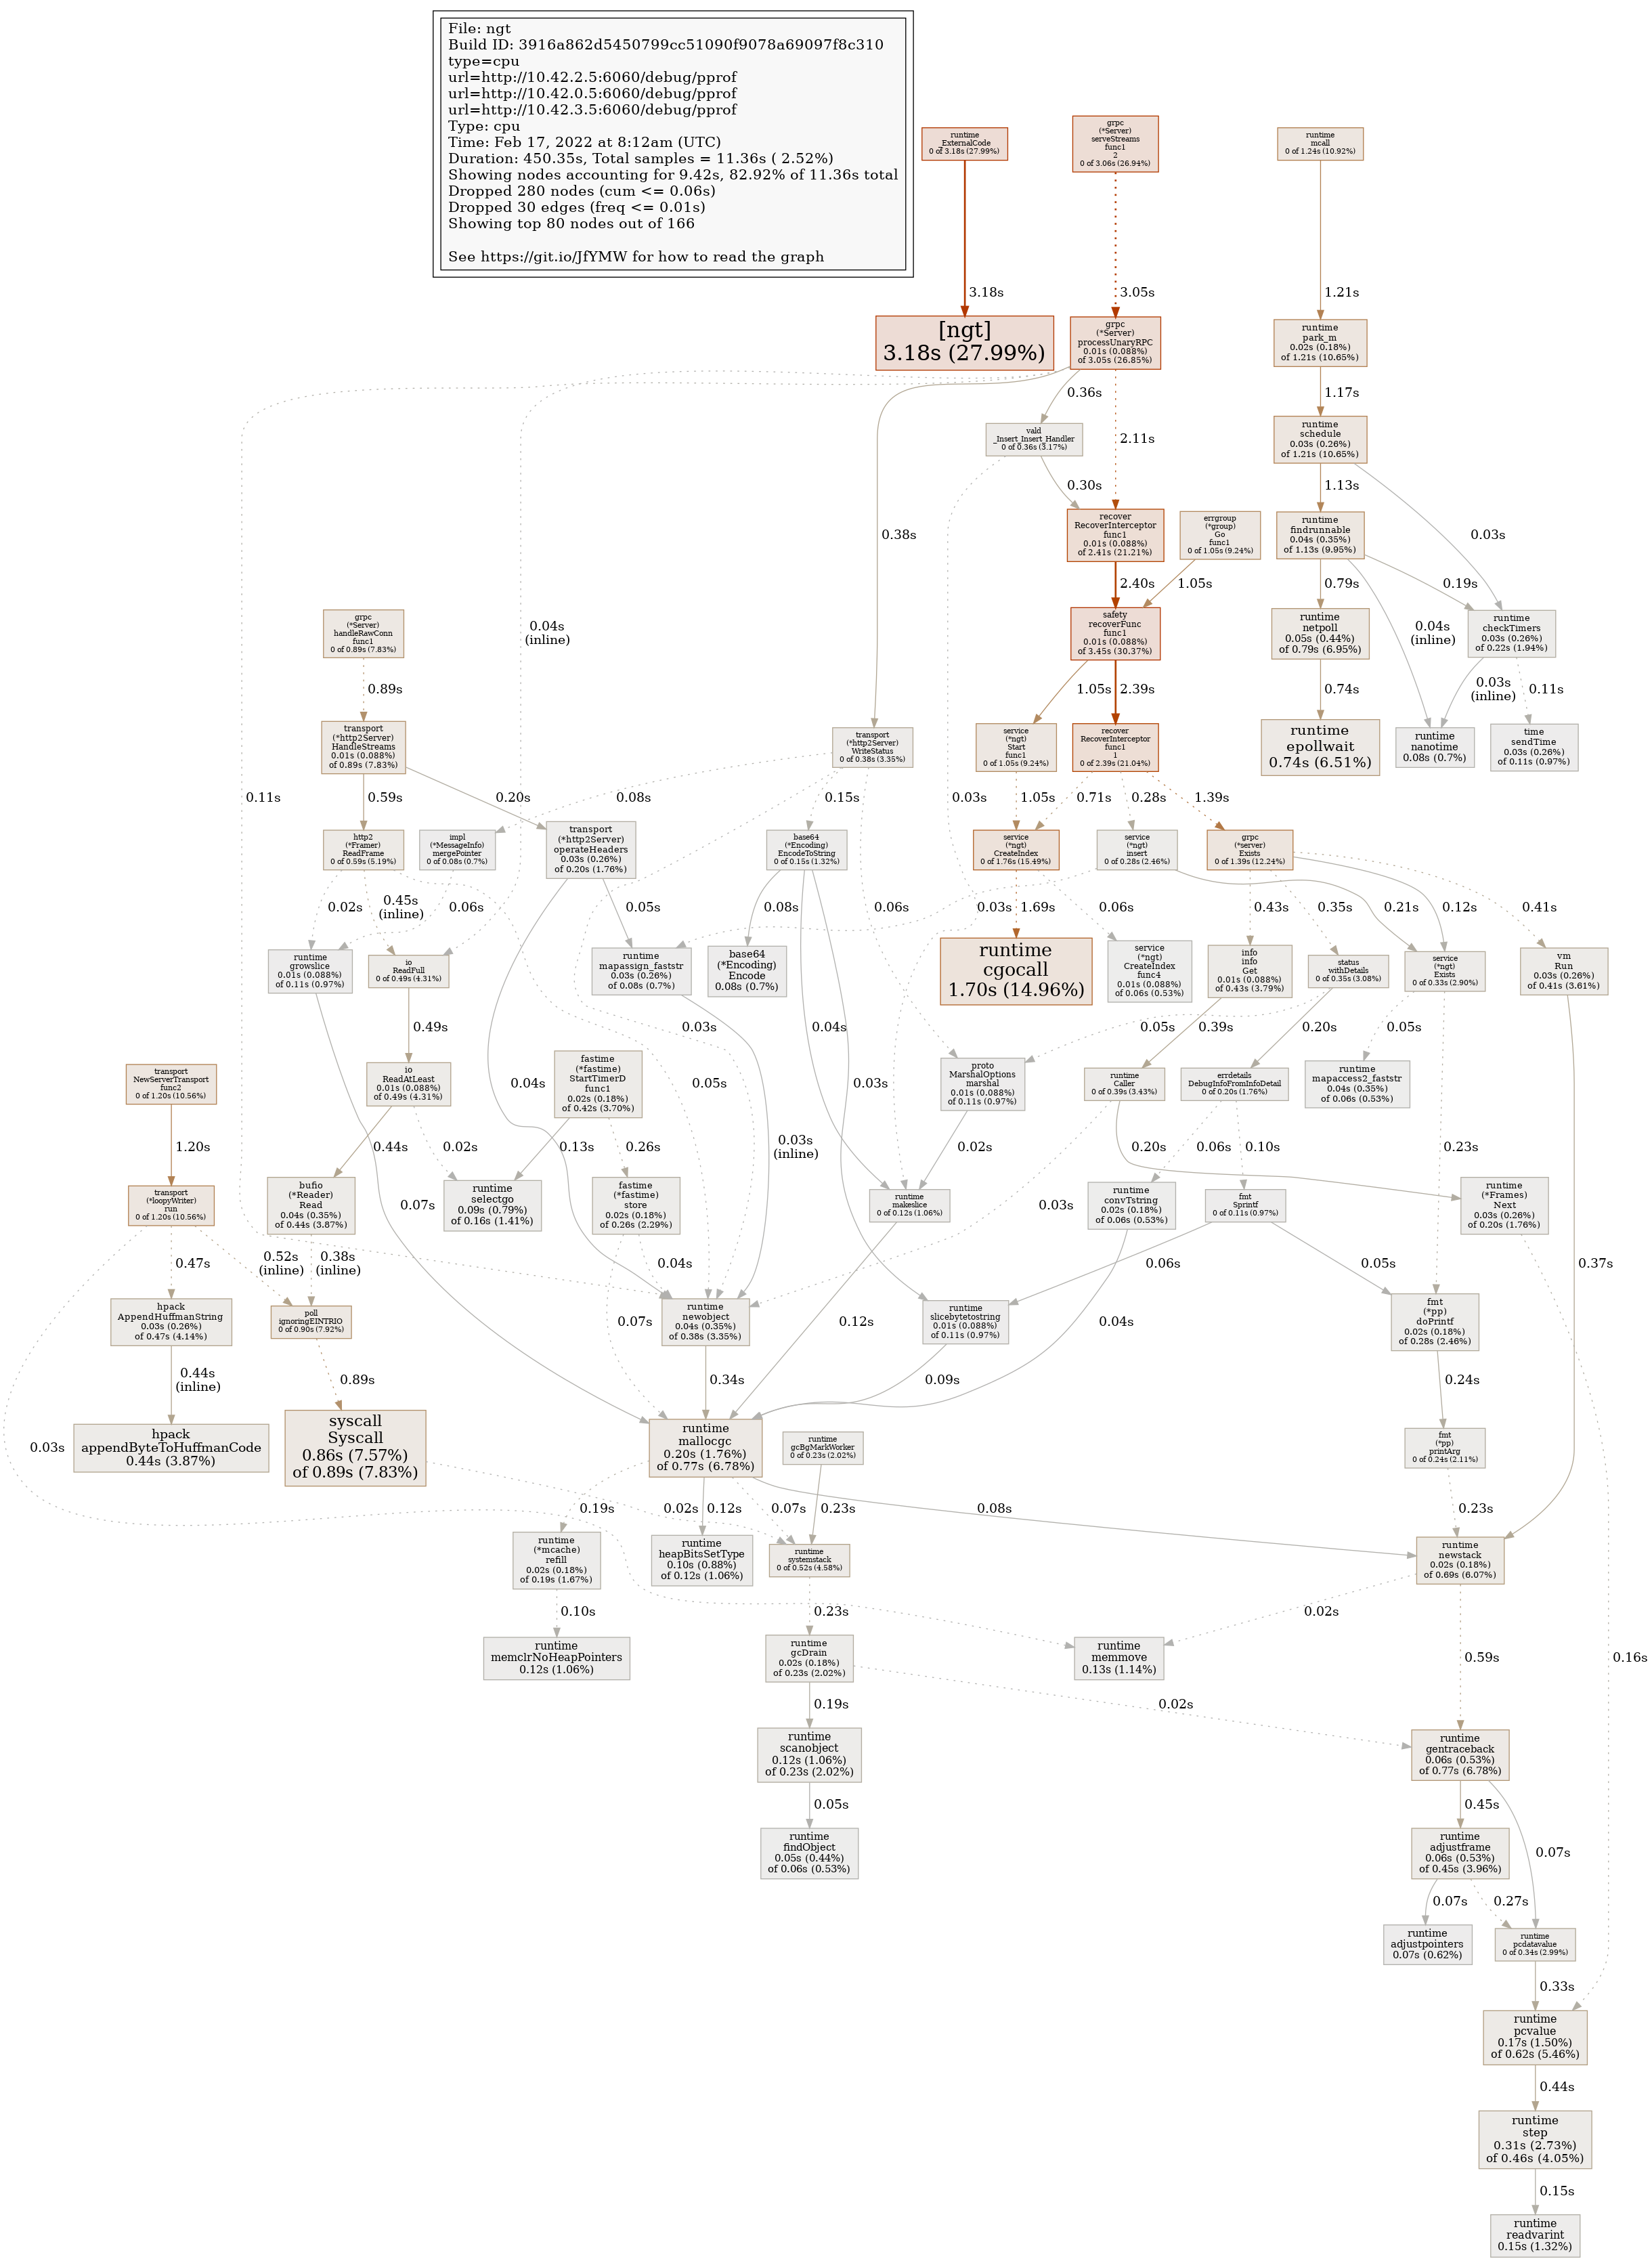 File: ngt
Build ID: 3916a862d5450799cc51090f9078a69097f8c310
type=cpu
url=http://10.42.2.5:6060/debug/pprof
url=http://10.42.0.5:6060/debug/pprof
url=http://10.42.3.5:6060/debug/pprof
Type: cpu
Time: Feb 17, 2022 at 8:12am (UTC)
Duration: 450.35s, Total samples = 11.36s ( 2.52%)
Showing nodes accounting for 9.42s, 82.92% of 11.36s total
Dropped 280 nodes (cum <= 0.06s)
Dropped 30 edges (freq <= 0.01s)
Showing top 80 nodes out of 166
See https://git.io/JfYMW for how to read the graph
runtime
_ExternalCode
0 of 3.18s (27.99%)
grpc
(*Server)
serveStreams
func1
2
0 of 3.06s (26.94%)
runtime
mcall
0 of 1.24s (10.92%)
3.18s
3.05s
1.21s
[ngt]
3.18s (27.99%)
grpc
(*Server)
processUnaryRPC
0.01s (0.088%)
of 3.05s (26.85%)
runtime
park_m
0.02s (0.18%)
of 1.21s (10.65%)
0.36s
1.17s
vald
_Insert_Insert_Handler
0 of 0.36s (3.17%)
2.11s
runtime
schedule
0.03s (0.26%)
of 1.21s (10.65%)
0.30s
1.13s
0.38s
recover
RecoverInterceptor
func1
0.01s (0.088%)
of 2.41s (21.21%)
errgroup
(*group)
Go
func1
0 of 1.05s (9.24%)
runtime
findrunnable
0.04s (0.35%)
of 1.13s (9.95%)
0.03s
2.40s
1.05s
0.79s
0.19s
grpc
(*Server)
handleRawConn
func1
0 of 0.89s (7.83%)
0.04s
(inline)
safety
recoverFunc
func1
0.01s (0.088%)
of 3.45s (30.37%)
runtime
netpoll
0.05s (0.44%)
of 0.79s (6.95%)
0.04s
(inline)
runtime
checkTimers
0.03s (0.26%)
of 0.22s (1.94%)
0.89s
1.05s
2.39s
0.74s
0.03s
(inline)
0.11s
transport
(*http2Server)
HandleStreams
0.01s (0.088%)
of 0.89s (7.83%)
transport
(*http2Server)
WriteStatus
0 of 0.38s (3.35%)
service
(*ngt)
Start
func1
0 of 1.05s (9.24%)
recover
RecoverInterceptor
func1
1
0 of 2.39s (21.04%)
runtime
epollwait
0.74s (6.51%)
runtime
nanotime
0.08s (0.7%)
time
sendTime
0.03s (0.26%)
of 0.11s (0.97%)
0.11s
0.59s
0.20s
0.08s
0.15s
0.03s
1.05s
0.71s
0.28s
1.39s
http2
(*Framer)
ReadFrame
0 of 0.59s (5.19%)
impl
(*MessageInfo)
mergePointer
0 of 0.08s (0.7%)
transport
(*http2Server)
operateHeaders
0.03s (0.26%)
of 0.20s (1.76%)
base64
(*Encoding)
EncodeToString
0 of 0.15s (1.32%)
service
(*ngt)
CreateIndex
0 of 1.76s (15.49%)
service
(*ngt)
insert
0 of 0.28s (2.46%)
grpc
(*server)
Exists
0 of 1.39s (12.24%)
0.02s
0.45s
(inline)
0.06s
0.05s
0.08s
0.06s
0.03s
1.69s
0.06s
0.43s
0.35s
0.21s
0.12s
0.41s
runtime
growslice
0.01s (0.088%)
of 0.11s (0.97%)
io
ReadFull
0 of 0.49s (4.31%)
runtime
mapassign_faststr
0.03s (0.26%)
of 0.08s (0.7%)
base64
(*Encoding)
Encode
0.08s (0.7%)
runtime
cgocall
1.70s (14.96%)
service
(*ngt)
CreateIndex
func4
0.01s (0.088%)
of 0.06s (0.53%)
info
info
Get
0.01s (0.088%)
of 0.43s (3.79%)
status
withDetails
0 of 0.35s (3.08%)
service
(*ngt)
Exists
0 of 0.33s (2.90%)
vm
Run
0.03s (0.26%)
of 0.41s (3.61%)
0.49s
0.03s
0.04s
0.05s
0.39s
0.20s
0.05s
transport
NewServerTransport
func2
0 of 1.20s (10.56%)
io
ReadAtLeast
0.01s (0.088%)
of 0.49s (4.31%)
0.04s
fastime
(*fastime)
StartTimerD
func1
0.02s (0.18%)
of 0.42s (3.70%)
0.05s
0.03s
proto
MarshalOptions
marshal
0.01s (0.088%)
of 0.11s (0.97%)
runtime
Caller
0 of 0.39s (3.43%)
errdetails
DebugInfoFromInfoDetail
0 of 0.20s (1.76%)
runtime
mapaccess2_faststr
0.04s (0.35%)
of 0.06s (0.53%)
1.20s
0.44s
0.02s
0.13s
0.26s
0.03s
(inline)
0.02s
0.20s
0.06s
0.10s
0.23s
transport
(*loopyWriter)
run
0 of 1.20s (10.56%)
bufio
(*Reader)
Read
0.04s (0.35%)
of 0.44s (3.87%)
0.07s
runtime
selectgo
0.09s (0.79%)
of 0.16s (1.41%)
fastime
(*fastime)
store
0.02s (0.18%)
of 0.26s (2.29%)
runtime
makeslice
0 of 0.12s (1.06%)
0.03s
runtime
convTstring
0.02s (0.18%)
of 0.06s (0.53%)
fmt
Sprintf
0 of 0.11s (0.97%)
runtime
(*Frames)
Next
0.03s (0.26%)
of 0.20s (1.76%)
0.47s
0.52s
(inline)
0.38s
(inline)
0.04s
0.06s
0.05s
0.37s
hpack
AppendHuffmanString
0.03s (0.26%)
of 0.47s (4.14%)
poll
ignoringEINTRIO
0 of 0.90s (7.92%)
0.07s
runtime
newobject
0.04s (0.35%)
of 0.38s (3.35%)
0.12s
runtime
slicebytetostring
0.01s (0.088%)
of 0.11s (0.97%)
0.04s
fmt
(*pp)
doPrintf
0.02s (0.18%)
of 0.28s (2.46%)
0.44s
(inline)
0.89s
0.34s
0.09s
0.24s
0.03s
hpack
appendByteToHuffmanCode
0.44s (3.87%)
syscall
Syscall
0.86s (7.57%)
of 0.89s (7.83%)
runtime
mallocgc
0.20s (1.76%)
of 0.77s (6.78%)
runtime
gcBgMarkWorker
0 of 0.23s (2.02%)
fmt
(*pp)
printArg
0 of 0.24s (2.11%)
0.19s
0.02s
0.12s
0.07s
0.23s
0.08s
0.23s
runtime
(*mcache)
refill
0.02s (0.18%)
of 0.19s (1.67%)
runtime
heapBitsSetType
0.10s (0.88%)
of 0.12s (1.06%)
runtime
systemstack
0 of 0.52s (4.58%)
runtime
newstack
0.02s (0.18%)
of 0.69s (6.07%)
0.10s
0.23s
0.02s
runtime
memclrNoHeapPointers
0.12s (1.06%)
runtime
gcDrain
0.02s (0.18%)
of 0.23s (2.02%)
runtime
memmove
0.13s (1.14%)
0.59s
0.16s
0.19s
0.02s
runtime
scanobject
0.12s (1.06%)
of 0.23s (2.02%)
runtime
gentraceback
0.06s (0.53%)
of 0.77s (6.78%)
0.05s
0.45s
runtime
findObject
0.05s (0.44%)
of 0.06s (0.53%)
runtime
adjustframe
0.06s (0.53%)
of 0.45s (3.96%)
0.07s
0.07s
0.27s
runtime
adjustpointers
0.07s (0.62%)
runtime
pcdatavalue
0 of 0.34s (2.99%)
0.33s
runtime
pcvalue
0.17s (1.50%)
of 0.62s (5.46%)
0.44s
runtime
step
0.31s (2.73%)
of 0.46s (4.05%)
0.15s
runtime
readvarint
0.15s (1.32%)